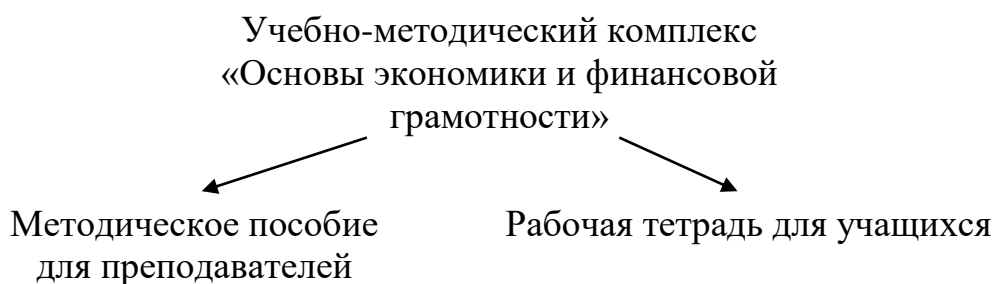 Учебно-методический комплекс
«Основы экономики и финансовой
грамотности»
Методическое пособие
для преподавателей
Рабочая тетрадь для учащихся